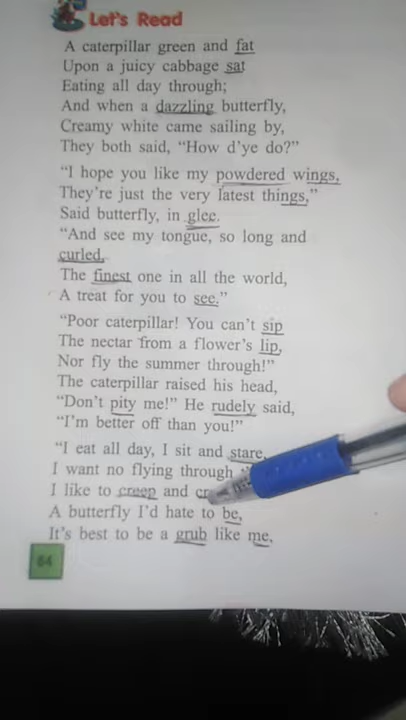 Let's Read
A caterpillar green and fat
Upon a juicy cabbage sat
Eating all day through;
And when a dazzling butterfly,
Creamy white came sailing by,
They both said, “How d’ye do?”
“I hope you like my powdered wings,
They’re just the very latest things,”
Said butterfly, in glee.
“And see my tongue, so long and
curled,
The finest one in all the world,
A treat for you to see.”
“Poor caterpillar! You can’t sip
The nectar from a flower’s lip,
Nor fly the summer through!”
The caterpillar raised his head,
“Don’t pity me!” He rudely said,
“I’m better off than you!”
“I eat all day, I sit and stare,
I want no flying through
I like to creep and
A butterfly I’d hate to be,
It’s best to be a grub like me,
64